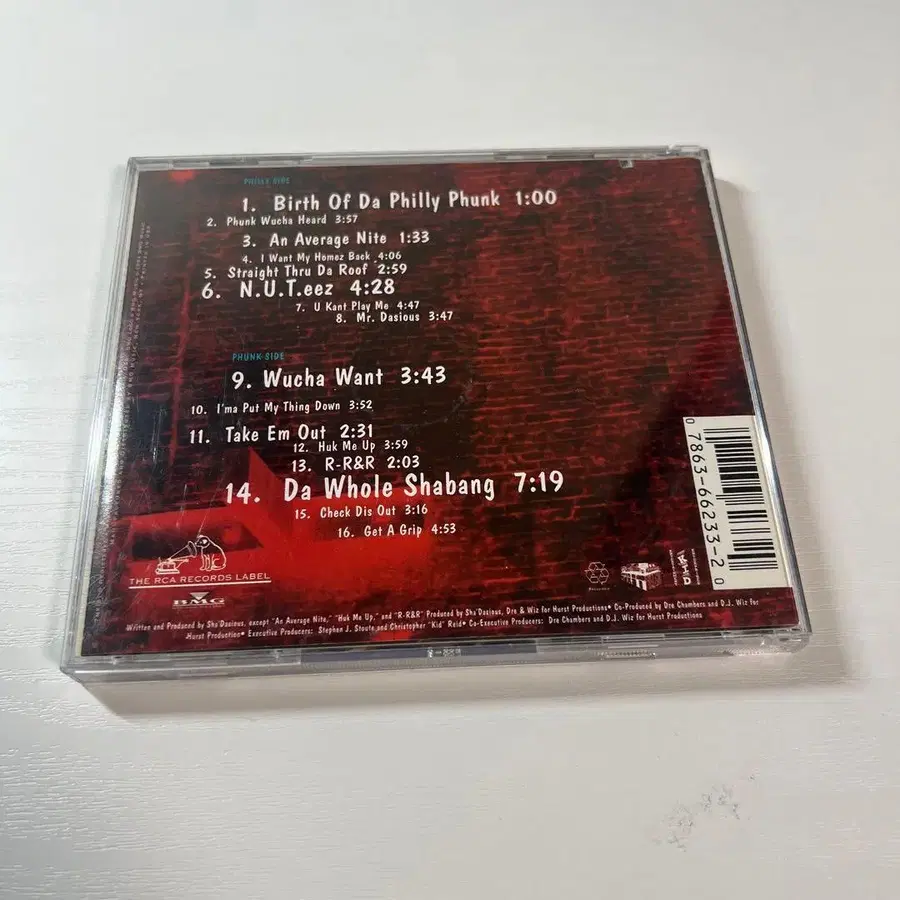 PHILLY SIDE
1. Birth Of Da Philly Phunk 1:00
2. Phunk Wucha Heard 3:57
3. An Average Nite 1:33
4. I Want My Homez Back 4:06
5. Straight Thru Da Roof 2:59
6. N.U.T.eez 4:28
7. U Kant Play Me 4:47
8. Mr. Dasious 3:47
PHUNK SIDE
9. Wucha Want 3:43
10. I'ma Put My Thing Down 3:52
11. Take Em Out 2:31
12. Huk Me Up 3:59
13. R-R&R 2:03
14. Da Whole Shabang 7:19
15. Check Dis Out 3:16
16. Get A Grip 4:53
0 7863-66233-2 0
THE RCA RECORDS LABEL
BMG
Written and Produced by Sha'Dasious, except "An Average Nite," "Huk Me Up," and "R-R&R" Produced by Sha'Dasious, Dre & Wiz for Hurst Productions• Co-Produced by Dre Chambers and D.J. Wiz for
Hurst Production• Executive Producers: Stephen J. Stoute and Christopher "Kid" Reid• Co-Executive Producers: Dre Chambers and D.J. Wiz for Hurst Productions